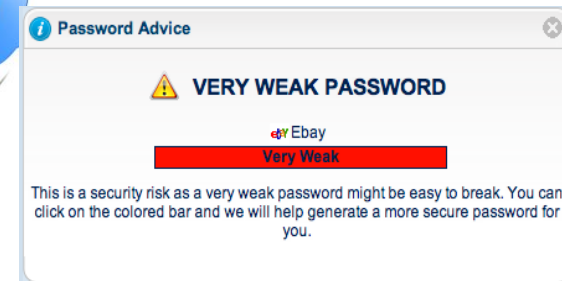 Password Advice
VERY WEAK PASSWORD
ebY Ebay
Very Weak
This is a security risk as a very weak password might be easy to break. You can
click on the colored bar and we will help generate a more secure password for
you.